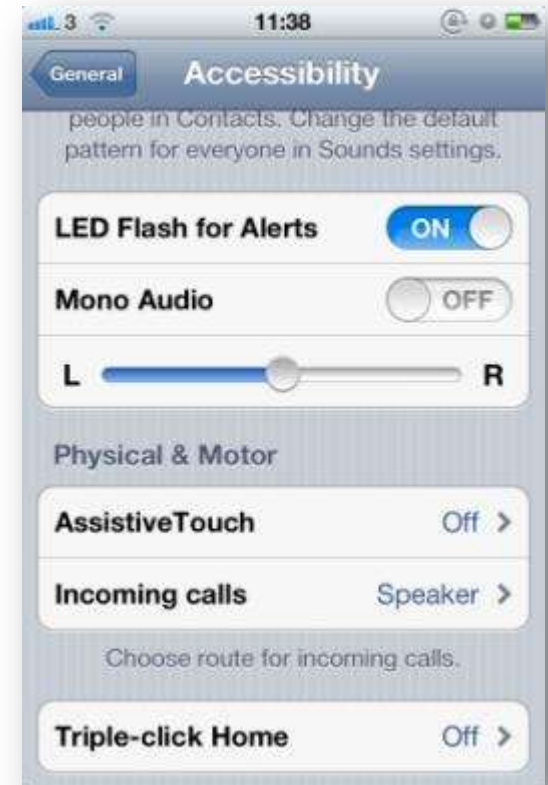 3 11:38
General Accessibility
people in Contacts. Change the default
pattern for everyone in Sounds settings.
LED Flash for Alerts ON
Mono Audio OFF
L R
Physical & Motor
AssistiveTouch Off
Incoming calls Speaker
Choose route for incoming calls.
Triple-click Home Off